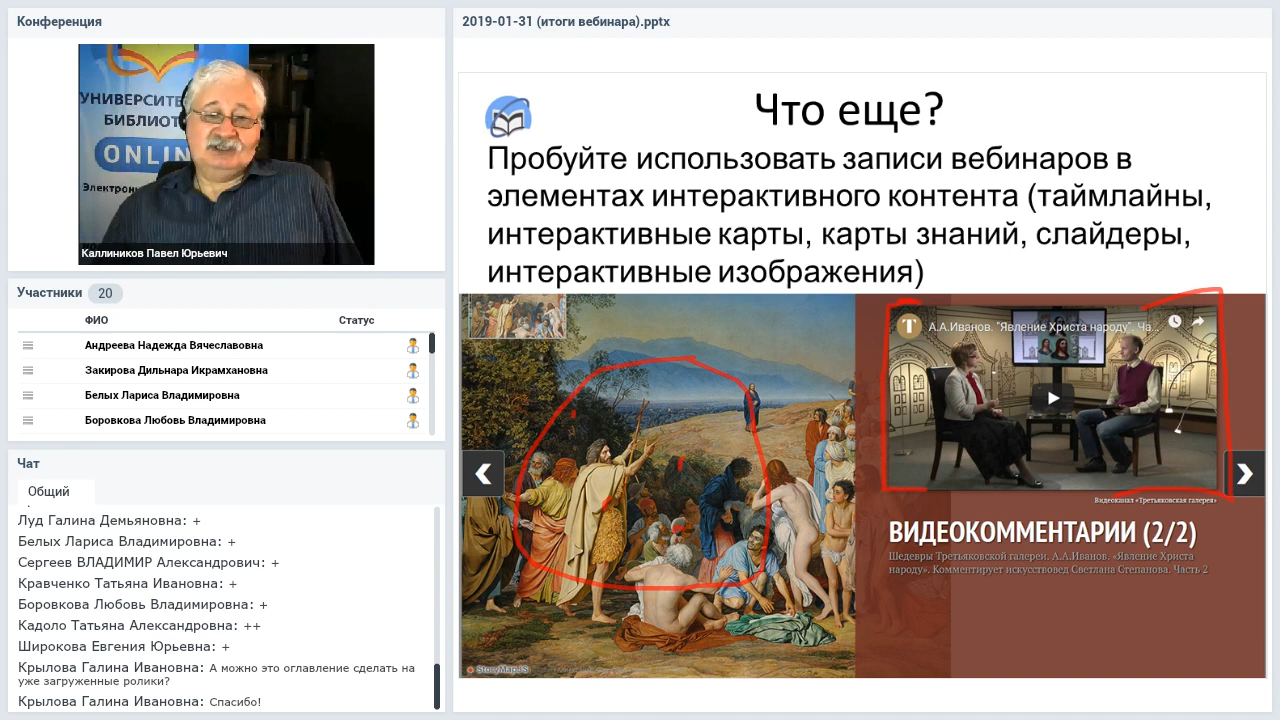 Конференция
УНИВЕРСИТЕ
БИБЛИОТ
ONLIN
Электрон
Каллиников Павел Юрьевич
Участники 20
ФИО Статус
Андреева Надежда Вячеславовна
Закирова Дильнара Икрамхановна
Белых Лариса Владимировна
Боровкова Любовь Владимировна
Чат
Общий
Луд Галина Демьяновна: +
Белых Лариса Владимировна: +
Сергеев ВЛАДИМИР Александрович: +
Кравченко Татьяна Ивановна: +
Боровкова Любовь Владимировна: +
Кадоло Татьяна Александровна: ++
Широкова Евгения Юрьевна: +
Крылова Галина Ивановна: А можно это оглавление сделать на
уже загруженные ролики?
Крылова Галина Ивановна: Спасибо!
2019-01-31 (итоги вебинара).pptx
Что еще?
Пробуйте использовать записи вебинаров в
элементах интерактивного контента (таймлайны,
интерактивные карты, карты знаний, слайдеры,
интерактивные изображения)
Т А.А.Иванов. "Явление Христа народу". Ча...
Видеоканал «Третьяковская галерея»
ВИДЕОКОММЕНТАРИИ (2/2)
Шедевры Третьяковской галереи. А.А.Иванов. «Явление Христа
народу». Комментирует искусствовед Светлана Степанова. Часть 2
StoryMapJS